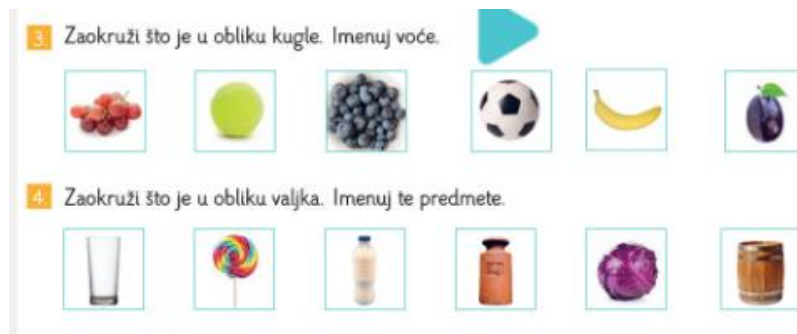 3. Zaokruži što je u obliku kugle. Imenuj voće.
4. Zaokruži što je u obliku valjka. Imenuj te predmete.